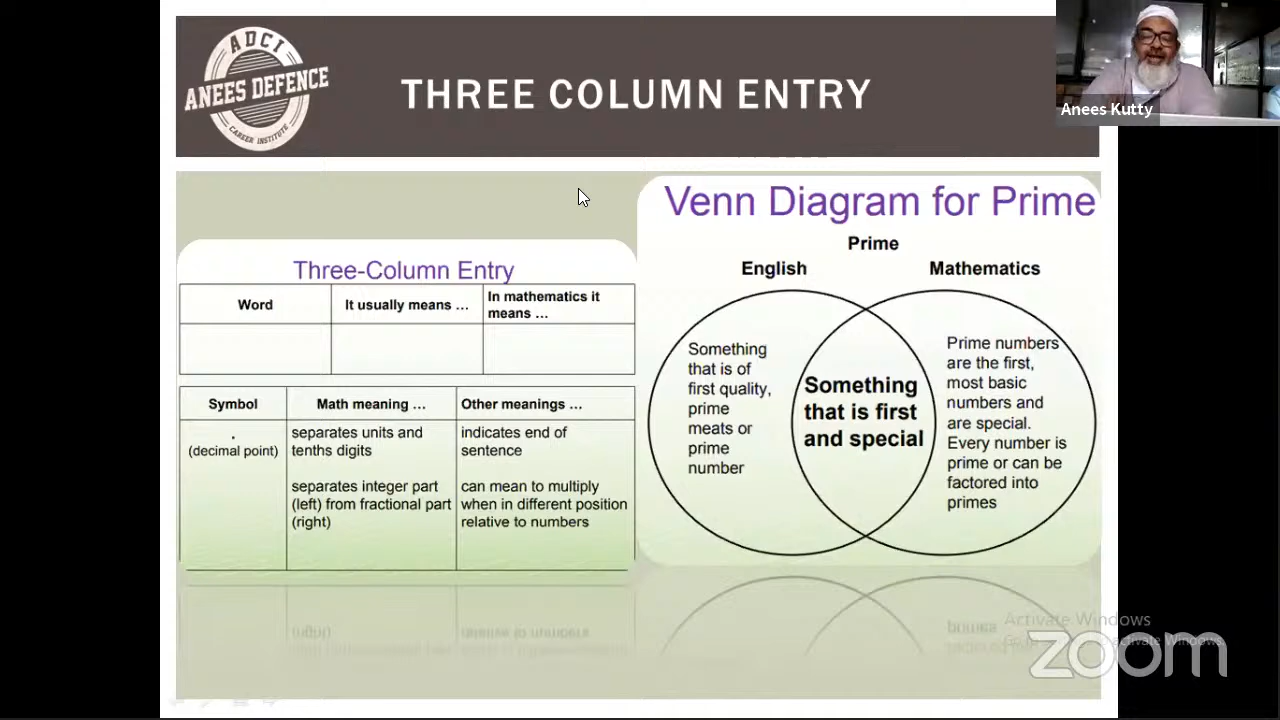 ADCI
ANEES DEFENCE
CAREER INSTITUTE
THREE COLUMN ENTRY
Anees Kutty
Three-Column Entry
Word
It usually means …
In mathematics it
means …
Symbol
Math meaning …
Other meanings …
.
(decimal point)
separates units and
tenths digits
separates integer part
(left) from fractional part
(right)
indicates end of
sentence
can mean to multiply
when in different position
relative to numbers
Venn Diagram for Prime
Prime
English
Mathematics
Something
that is of
first quality,
prime
meats or
prime
number
Something
that is first
and special
Prime numbers
are the first,
most basic
numbers and
are special.
Every number is
prime or can be
factored into
primes
Activate Windows
activate Windows.
zoom